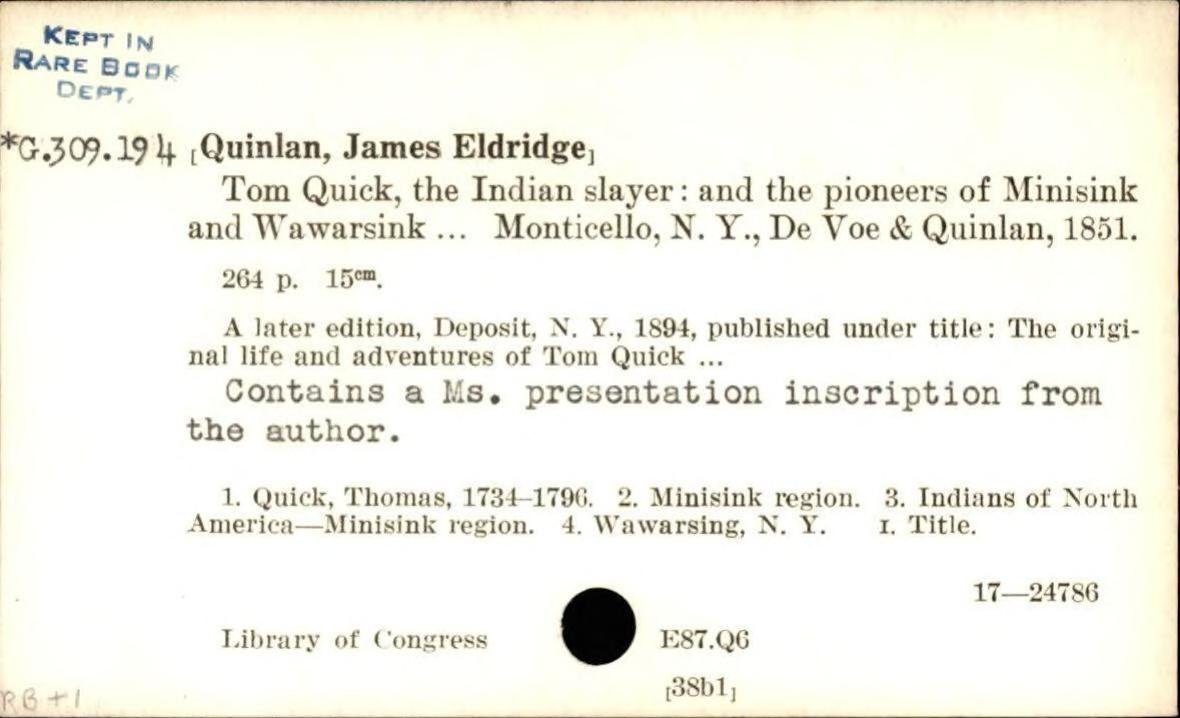 KEPT IN
RARE BOOK
DEPT.
*G.309.194 [Quinlan, James Eldridge]
Tom Quick, the Indian slayer: and the pioneers of Minisink
and Wawarsink ... Monticello, N. Y., De Voe & Quinlan, 1851.
264 p. 15cm.
A later edition, Deposit, N. Y., 1894, published under title: The origi-
nal life and adventures of Tom Quick ...
Contains a Ms. presentation inscription from
the author.
1. Quick, Thomas, 1734–1796. 2. Minisink region. 3. Indians of North
America—Minisink region. 4. Wawarsing, N. Y. I. Title.
17—24786
Library of Congress E87.Q6
[38b1]
RB+1